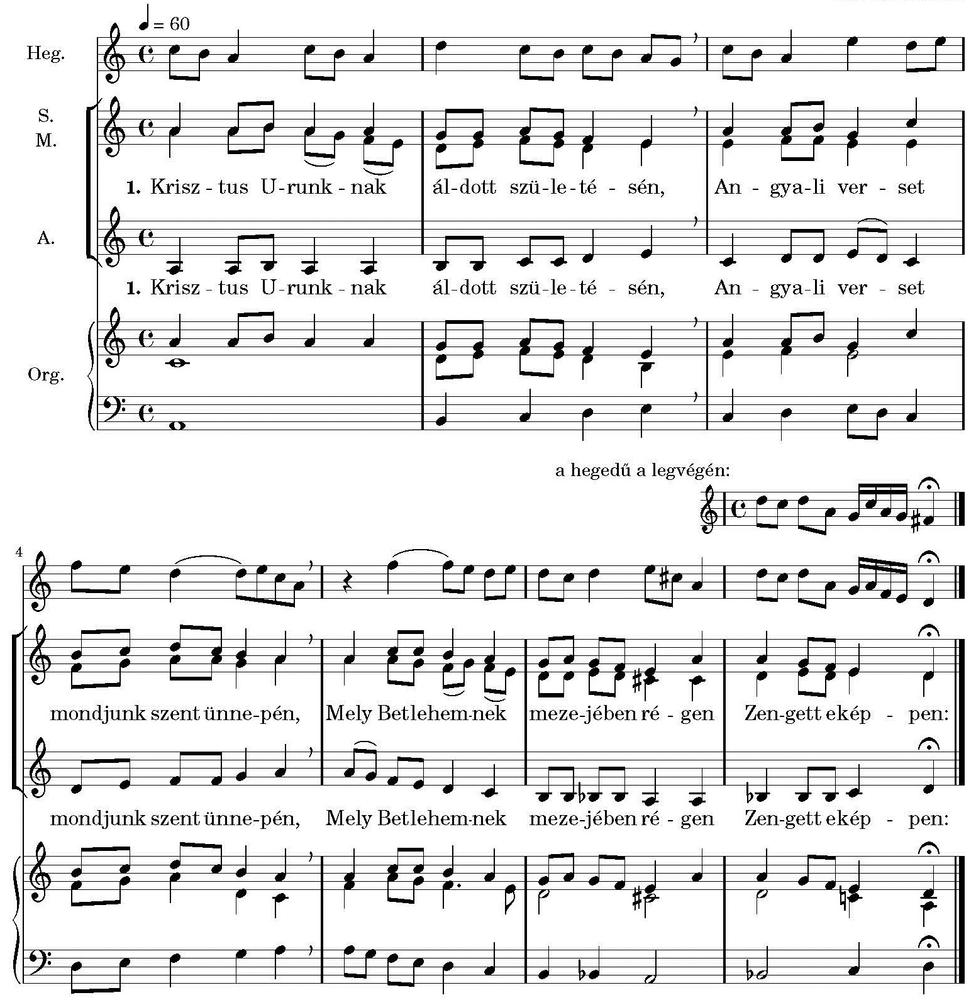 = 60
Heg.
S.
M.
1. Krisz - tus U - runk - nak ál - dott szü - le - té - sén, An - gya - li ver - set
A.
1. Krisz - tus U - runk - nak ál - dott szü - le - té - sén, An - gya - li ver - set
Org.
a hegedű a legvégén:
4
mondjunk szent ünne - pén, Mely Betlehem - nek meze - jében ré - gen Zen - gett ekép - pen:
mondjunk szent ünne - pén, Mely Betlehem - nek meze - jében ré - gen Zen - gett ekép - pen: